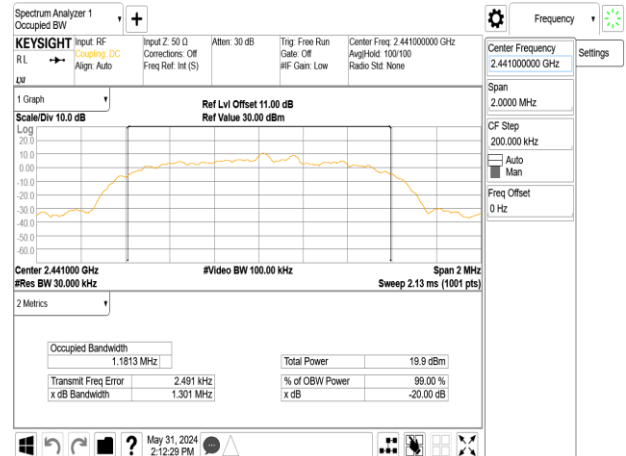 Spectrum Analyzer 1
Occupied BW
Frequency
KEYSIGHT
RL
Input: RF
Coupling: DC
Align: Auto
Input Z: 50 Ω
Corrections: Off
Freq Ref: Int (S)
Atten: 30 dB
Trig: Free Run
Gate: Off
#IF Gain: Low
Center Freq: 2.441000000 GHz
Avg|Hold: 100/100
Radio Std: None
Center Frequency
2.441000000 GHz
Settings
Span
2.0000 MHz
CF Step
200.000 kHz
Auto
Man
Freq Offset
0 Hz
1 Graph
Scale/Div 10.0 dB
Ref Lvl Offset 11.00 dB
Ref Value 30.00 dBm
Log
20.0
10.0
0.00
-10.0
-20.0
-30.0
-40.0
-50.0
-60.0
Center 2.441000 GHz
#Res BW 30.000 kHz
#Video BW 100.00 kHz
Span 2 MHz
Sweep 2.13 ms (1001 pts)
2 Metrics
Occupied Bandwidth
1.1813 MHz
Total Power 19.9 dBm
Transmit Freq Error 2.491 kHz
% of OBW Power 99.00 %
x dB Bandwidth 1.301 MHz
x dB -20.00 dB
May 31, 2024
2:12:29 PM